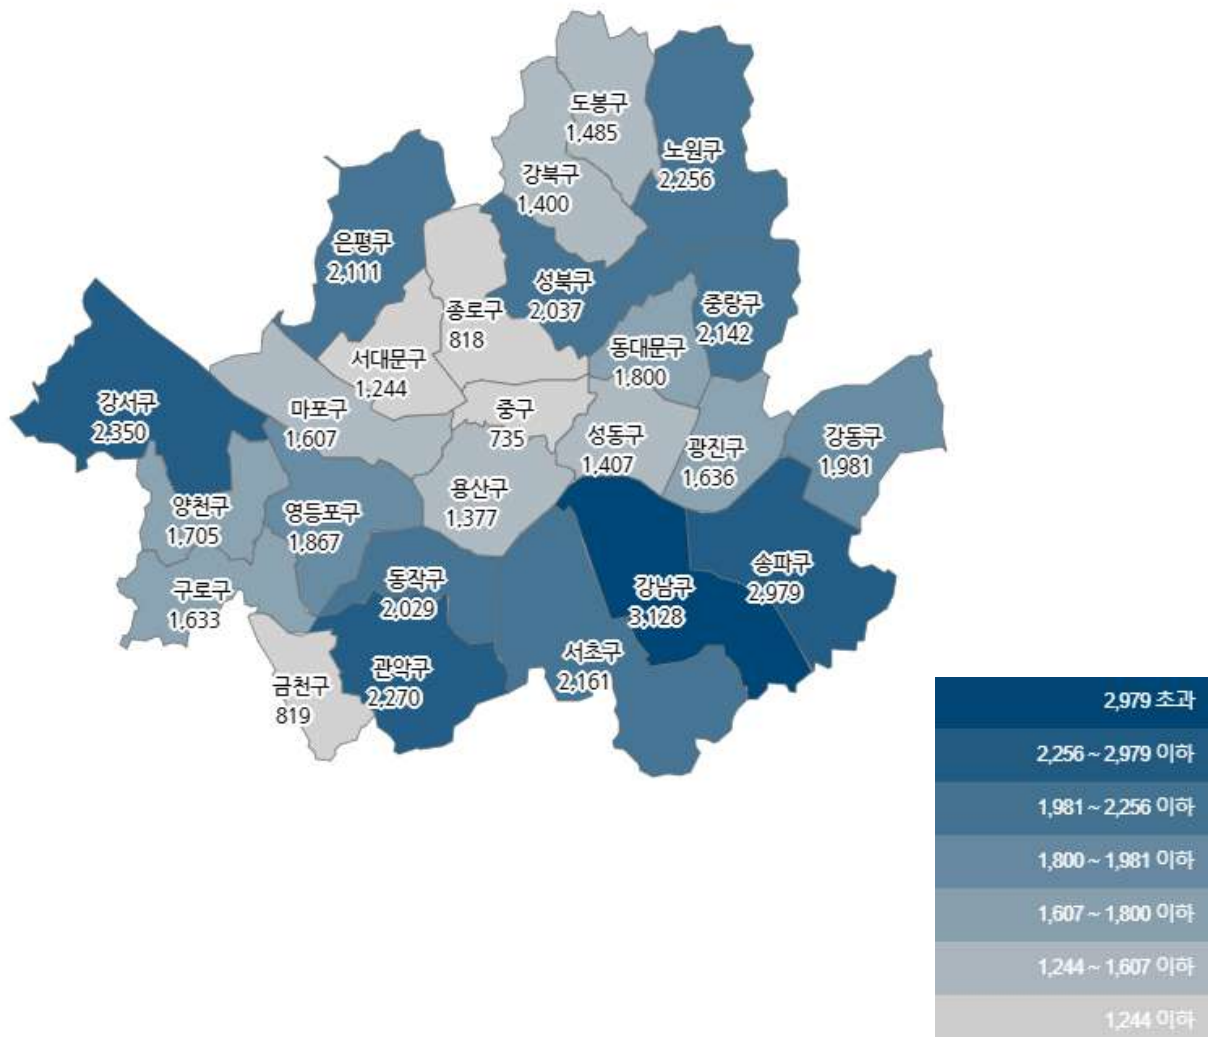 도봉구
1,485
노원구
2,256
강북구
1,400
은평구
2,111
성북구
2,037
종로구
818
중랑구
2,142
서대문구
1,244
동대문구
1,800
강서구
2,350
마포구
1,607
중구
735
성동구
1,407
광진구
1,636
강동구
1,981
양천구
1,705
영등포구
1,867
용산구
1,377
구로구
1,633
동작구
2,029
강남구
3,128
송파구
2,979
금천구
819
관악구
2,270
서초구
2,161
2,979 초과
2,256 ~ 2,979 이하
1,981 ~ 2,256 이하
1,800 ~ 1,981 이하
1,607 ~ 1,800 이하
1,244 ~ 1,607 이하
1,244 이하